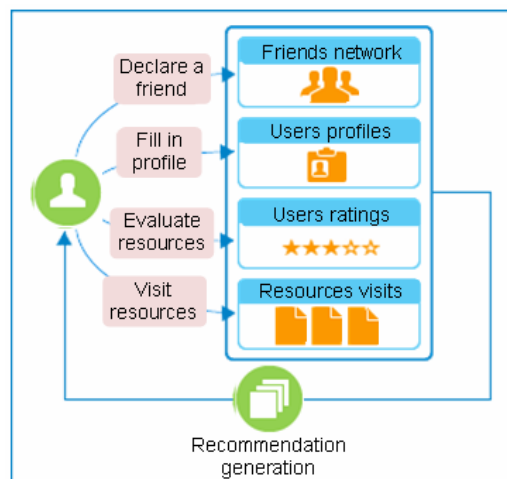 Declare a
friend
Friends network
Fill in
profile
Users profiles
Evaluate
resources
Users ratings
Visit
resources
Resources visits
Recommendation
generation